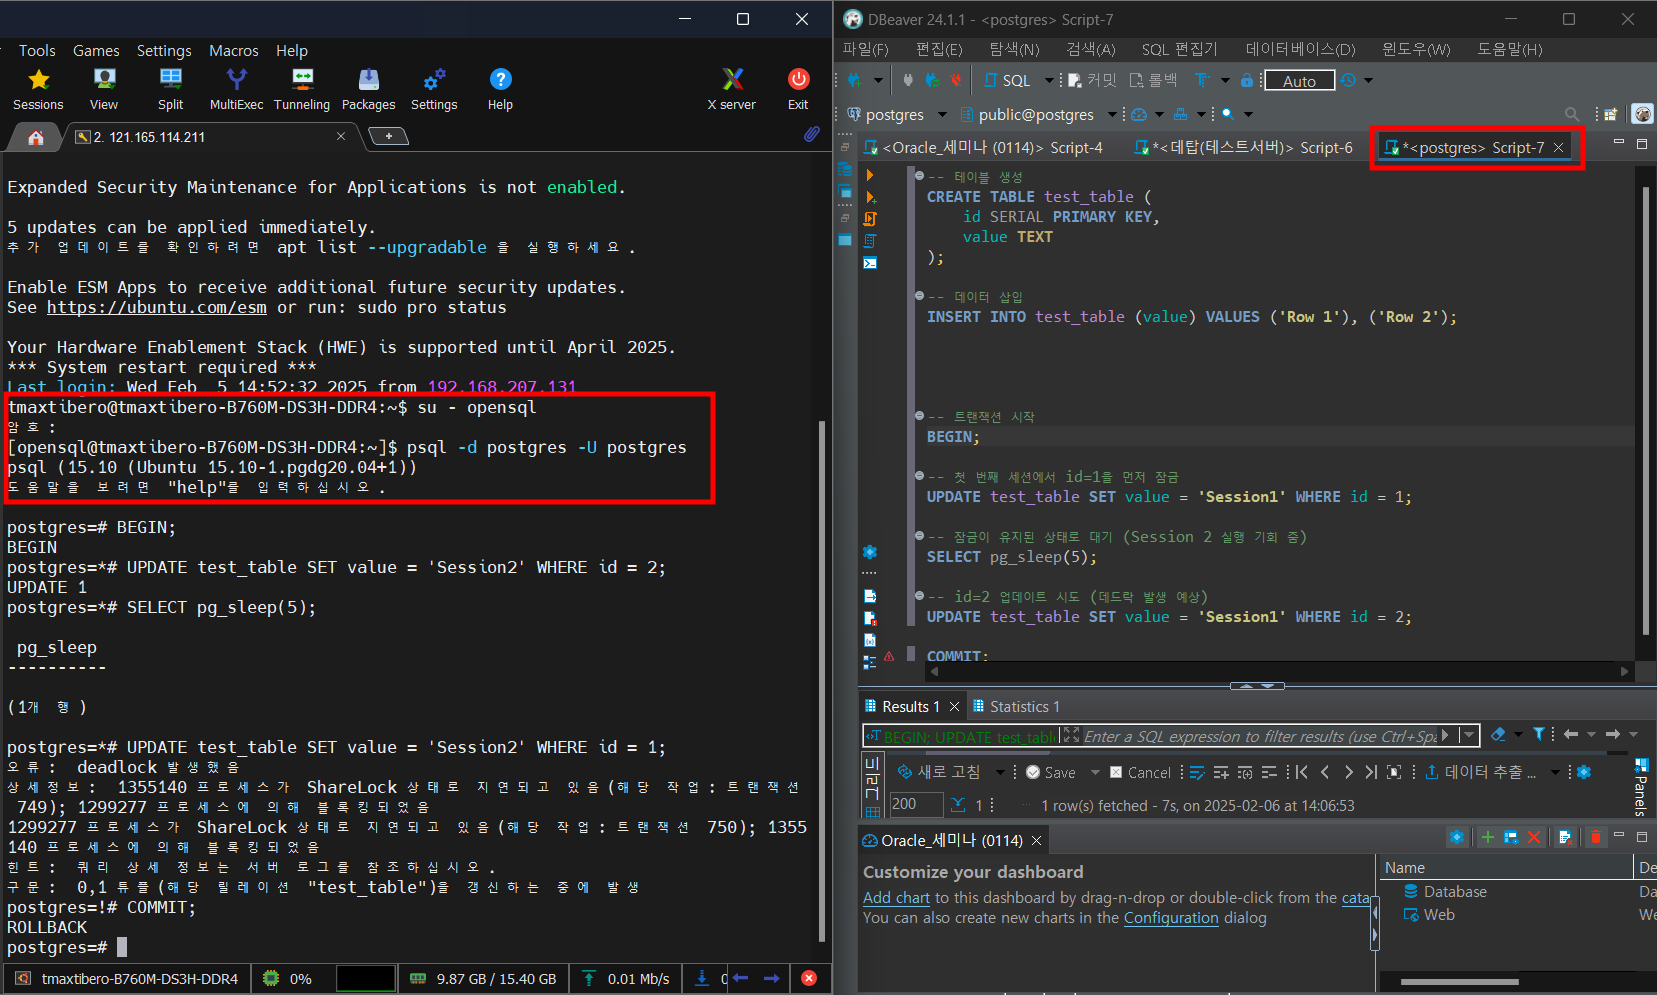 Tools Games Settings Macros Help
Sessions View Split MultiExec Tunneling Packages Settings Help X server Exit
2. 121.165.114.211
Expanded Security Maintenance for Applications is not enabled.
5 updates can be applied immediately.
추가 업데이트를 확인하려면 apt list --upgradable 을 실행하세요.
Enable ESM Apps to receive additional future security updates.
See https://ubuntu.com/esm or run: sudo pro status
Your Hardware Enablement Stack (HWE) is supported until April 2025.
*** System restart required ***
Last login: Wed Feb  5 14:52:32 2025 from 192.168.207.131
tmaxtibero@tmaxtibero-B760M-DS3H-DDR4:~$ su - opensql
암호:
[opensql@tmaxtibero-B760M-DS3H-DDR4:~]$ psql -d postgres -U postgres
psql (15.10 (Ubuntu 15.10-1.pgdg20.04+1))
도움말을 보려면 "help"를 입력하십시오.
postgres=# BEGIN;
BEGIN
postgres=*# UPDATE test_table SET value = 'Session2' WHERE id = 2;
UPDATE 1
postgres=*# SELECT pg_sleep(5);
pg_sleep
----------
(1개 행)
postgres=*# UPDATE test_table SET value = 'Session2' WHERE id = 1;
오류: deadlock 발생했음
상세정보: 1355140 프로세스가 ShareLock 상태로 지연되고 있음(해당 작업: 트랜잭션
749); 1299277 프로세스에 의해 블록킹되었음
1299277 프로세스가 ShareLock 상태로 지연되고 있음(해당 작업: 트랜잭션 750); 1355
140 프로세스에 의해 블록킹되었음
힌트: 쿼리 상세 정보는 서버 로그를 참조하십시오.
구문: 0,1 튜플(해당 릴레이션 "test_table")을 갱신하는 중에 발생
postgres=!# COMMIT;
ROLLBACK
postgres=#
tmaxtibero-B760M-DS3H-DDR4 0% 9.87 GB / 15.40 GB 0.01 Mb/s
DBeaver 24.1.1 - <postgres> Script-7
파일(F) 편집(E) 탐색(N) 검색(A) SQL 편집기 데이터베이스(D) 윈도우(W) 도움말(H)
SQL 커밋 롤백 Auto
postgres public@postgres
<Oracle_세미나 (0114)> Script-4 *<데탑(테스트서버)> Script-6 *<postgres> Script-7
-- 테이블 생성
CREATE TABLE test_table (
id SERIAL PRIMARY KEY,
value TEXT
);
-- 데이터 삽입
INSERT INTO test_table (value) VALUES ('Row 1'), ('Row 2');
-- 트랜잭션 시작
BEGIN;
-- 첫 번째 세션에서 id=1을 먼저 잠금
UPDATE test_table SET value = 'Session1' WHERE id = 1;
-- 잠금이 유지된 상태로 대기 (Session 2 실행 기회 줌)
SELECT pg_sleep(5);
-- id=2 업데이트 시도 (데드락 발생 예상)
UPDATE test_table SET value = 'Session1' WHERE id = 2;
COMMIT;
Results 1 Statistics 1
BEGIN; UPDATE test_tabl Enter a SQL expression to filter results (use Ctrl+Spa
새로 고침 Save Cancel 데이터 추출 ...
200 1 1 row(s) fetched - 7s, on 2025-02-06 at 14:06:53
Panels
Oracle_세미나 (0114)
Customize your dashboard
Add chart to this dashboard by drag-n-drop or double-click from the cata
You can also create new charts in the Configuration dialog
Name De
Database Da
Web We